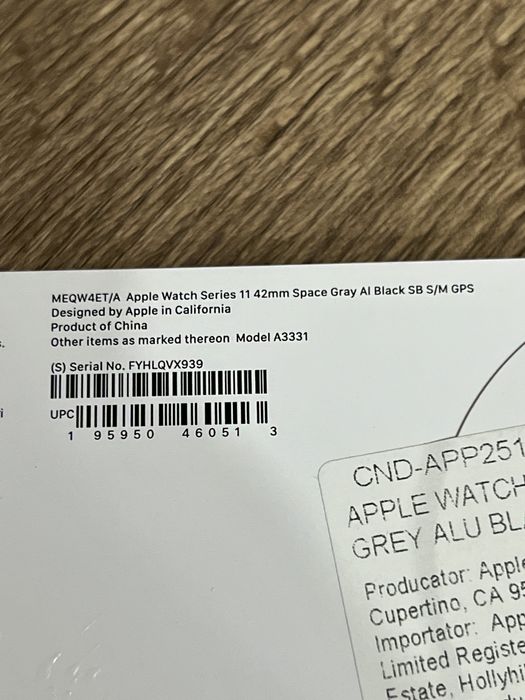 MEQW4ET/A Apple Watch Series 11 42mm Space Gray Al Black SB S/M GPS
Designed by Apple in California
Product of China
Other items as marked thereon Model A3331
(S) Serial No. FYHLQVX939
UPC
1 95950 46051 3
CND-APP251
APPLE WATCH
GREY ALU BL
Producator: Apple
Cupertino, CA 95
Importator: App
Limited Registe
Estate, Hollyhi